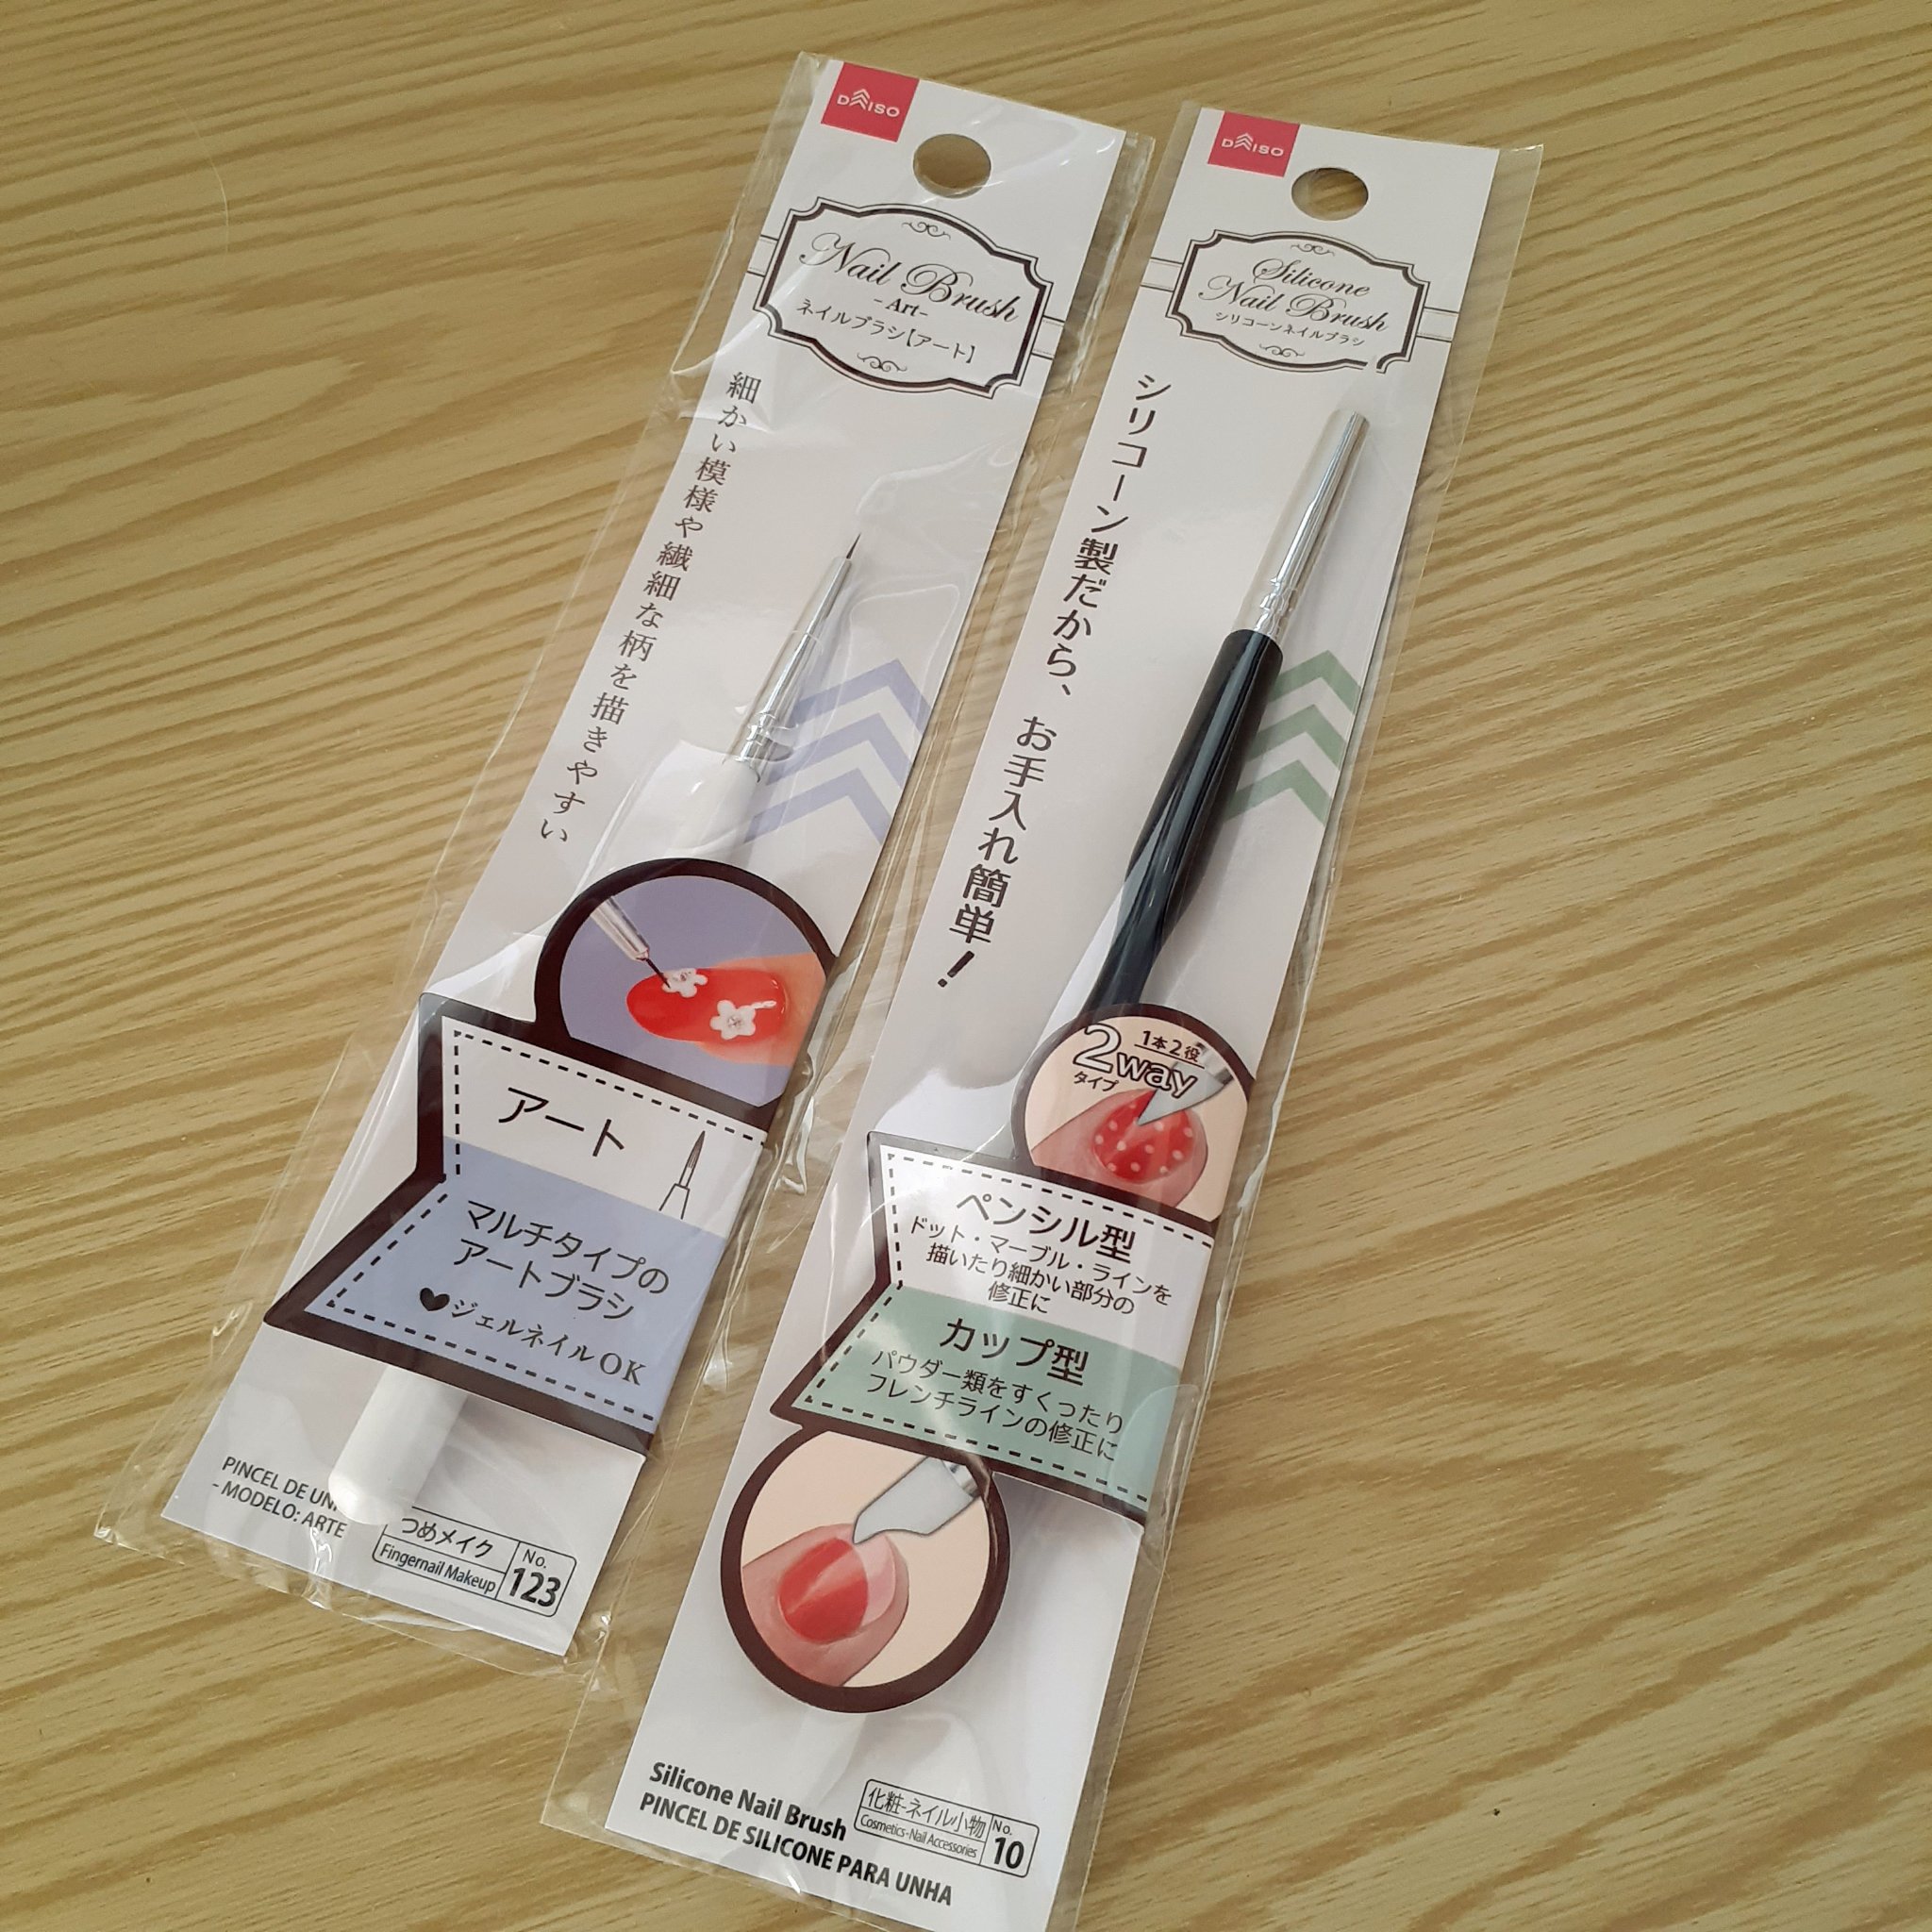 DAISO
Nail Brush
-Art-
ネイルブラシ【アート】
細かい模様や繊細な柄を描きやすい
アート
マルチタイプの
アートブラシ
♥ジェルネイルOK
PINCEL DE
- MODELO: ARTE
つめメイク
Fingernail Makeup
No.
123
DAISO
Silicone
Nail Brush
シリコーンネイルブラシ
シリコーン製だから、お手入れ簡単!
1本2役
2way
タイプ
ペンシル型
ドット・マーブル・ラインを
描いたり細かい部分の
修正に
カップ型
パウダー類をすくったり
フレンチラインの修正に
Silicone Nail Brush
PINCEL DE SILICONE PARA UNHA
化粧-ネイル小物
Cosmetics-Nail Accessories
No.
10